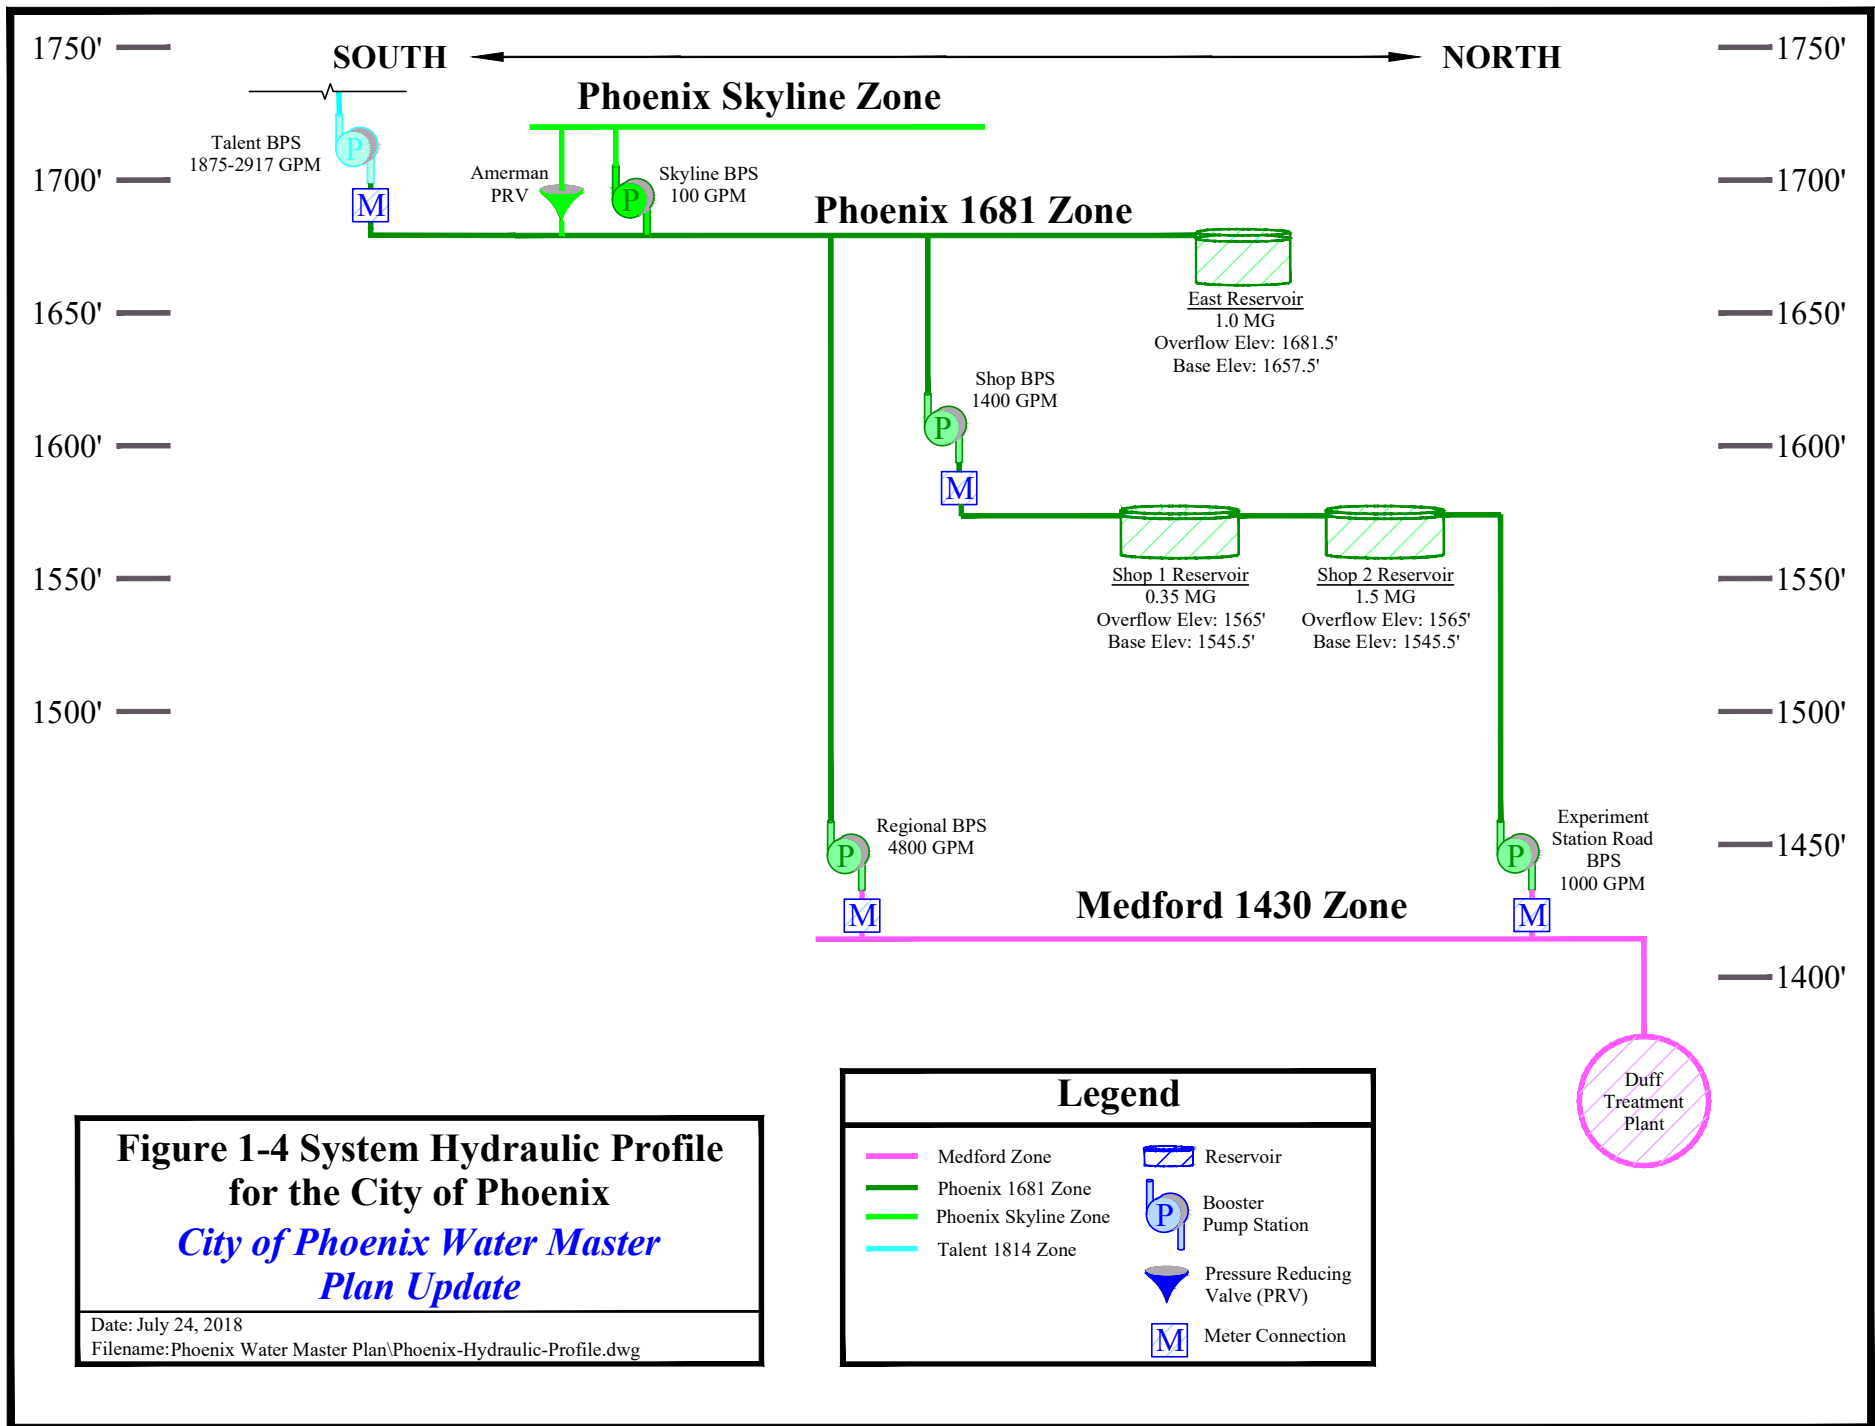 1750'
SOUTH
NORTH
1750'
Phoenix Skyline Zone
Talent BPS
1875-2917 GPM
P
M
Amerman
PRV
P
Skyline BPS
100 GPM
1700'
1700'
Phoenix 1681 Zone
East Reservoir
1.0 MG
Overflow Elev: 1681.5'
Base Elev: 1657.5'
1650'
1650'
Shop BPS
1400 GPM
P
M
1600'
1600'
Shop 1 Reservoir
0.35 MG
Overflow Elev: 1565'
Base Elev: 1545.5'
Shop 2 Reservoir
1.5 MG
Overflow Elev: 1565'
Base Elev: 1545.5'
1550'
1550'
1500'
1500'
Regional BPS
4800 GPM
P
M
Experiment
Station Road
BPS
1000 GPM
P
M
1450'
Medford 1430 Zone
1400'
Duff
Treatment
Plant
Figure 1-4 System Hydraulic Profile
for the City of Phoenix
City of Phoenix Water Master
Plan Update
Date: July 24, 2018
Filename:Phoenix Water Master Plan\Phoenix-Hydraulic-Profile.dwg
Legend
Medford Zone
Phoenix 1681 Zone
Phoenix Skyline Zone
Talent 1814 Zone
Reservoir
P
Booster
Pump Station
Pressure Reducing
Valve (PRV)
M
Meter Connection